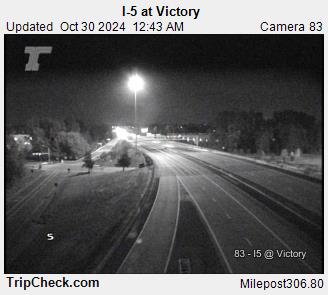 I-5 at Victory
Updated Oct 30 2024 12:43 AM Camera 83
T
S
83 - I5 @ Victory
TripCheck.com Milepost306.80